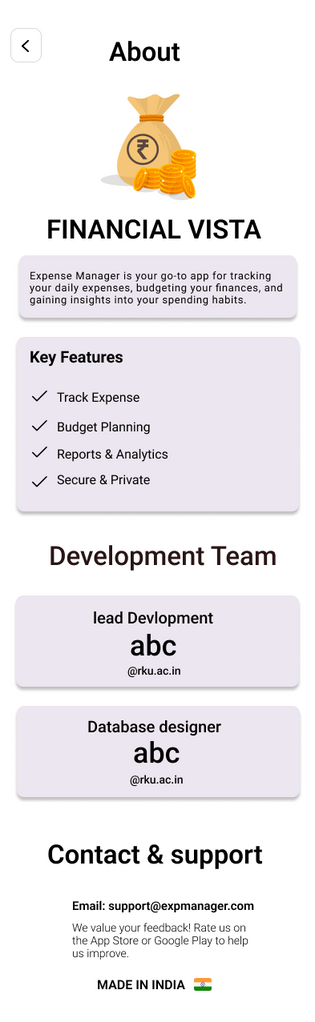 About
₹
FINANCIAL VISTA
Expense Manager is your go-to app for tracking
your daily expenses, budgeting your finances, and
gaining insights into your spending habits.
Key Features
Track Expense
Budget Planning
Reports & Analytics
Secure & Private
Development Team
lead Devlopment
abc
@rku.ac.in
Database designer
abc
@rku.ac.in
Contact & support
Email: support@expmanager.com
We value your feedback! Rate us on
the App Store or Google Play to help
us improve.
MADE IN INDIA